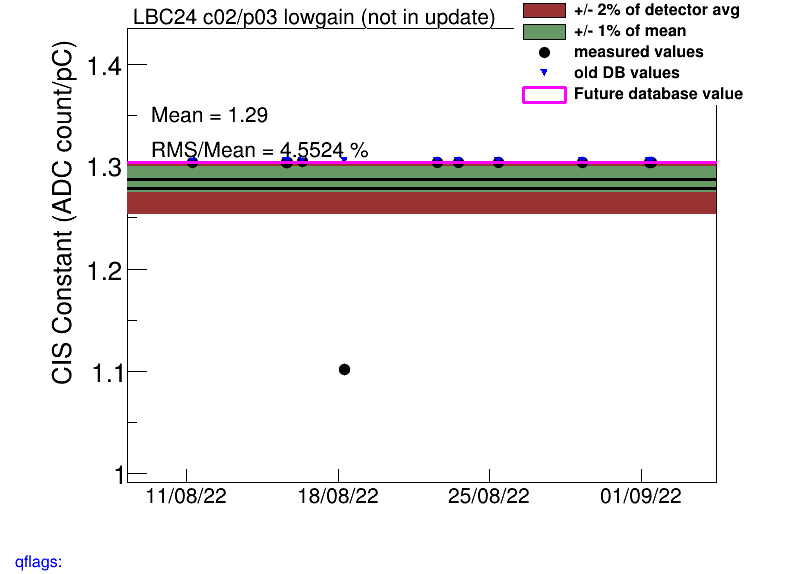 LBC24 c02/p03 lowgain (not in update)
+/- 2% of detector avg
+/- 1% of mean
measured values
old DB values
Future database value
Mean = 1.29
RMS/Mean = 4.5524 %
CIS Constant (ADC count/pC)
1.4
1.3
1.2
1.1
1
11/08/22 18/08/22 25/08/22 01/09/22
qflags: